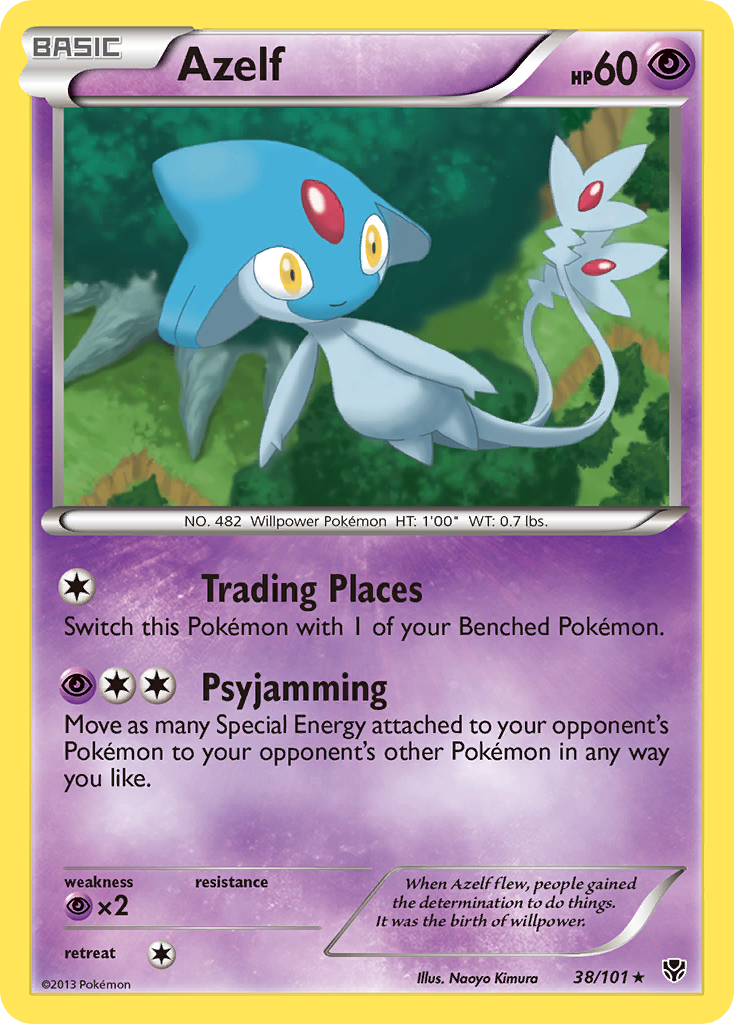 BASIC
Azelf
HP60
NO. 482 Willpower Pokémon HT: 1'00" WT: 0.7 lbs.
Trading Places
Switch this Pokémon with 1 of your Benched Pokémon.
Psyjamming
Move as many Special Energy attached to your opponent's
Pokémon to your opponent's other Pokémon in any way
you like.
weakness
resistance
×2
When Azelf flew, people gained
the determination to do things.
It was the birth of willpower.
retreat
©2013 Pokémon
Illus. Naoyo Kimura
38/101 ★